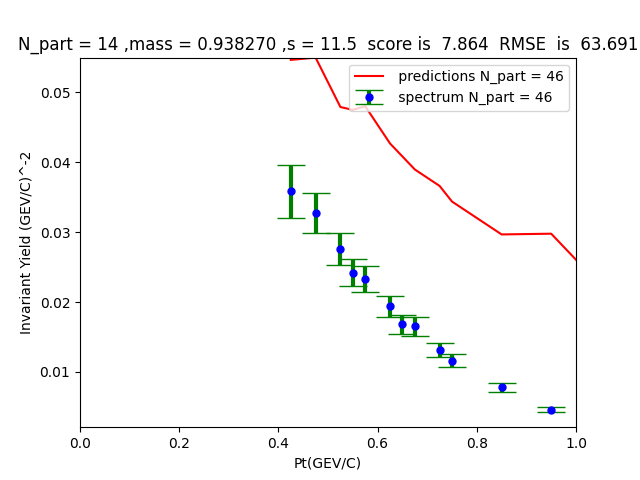 N_part = 14 ,mass = 0.938270 ,s = 11.5  score is  7.864  RMSE  is  63.691
predictions N_part = 46
spectrum N_part = 46
Invariant Yield (GEV/C)^-2
0.05
0.04
0.03
0.02
0.01
0.0 0.2 0.4 0.6 0.8 1.0
Pt(GEV/C)